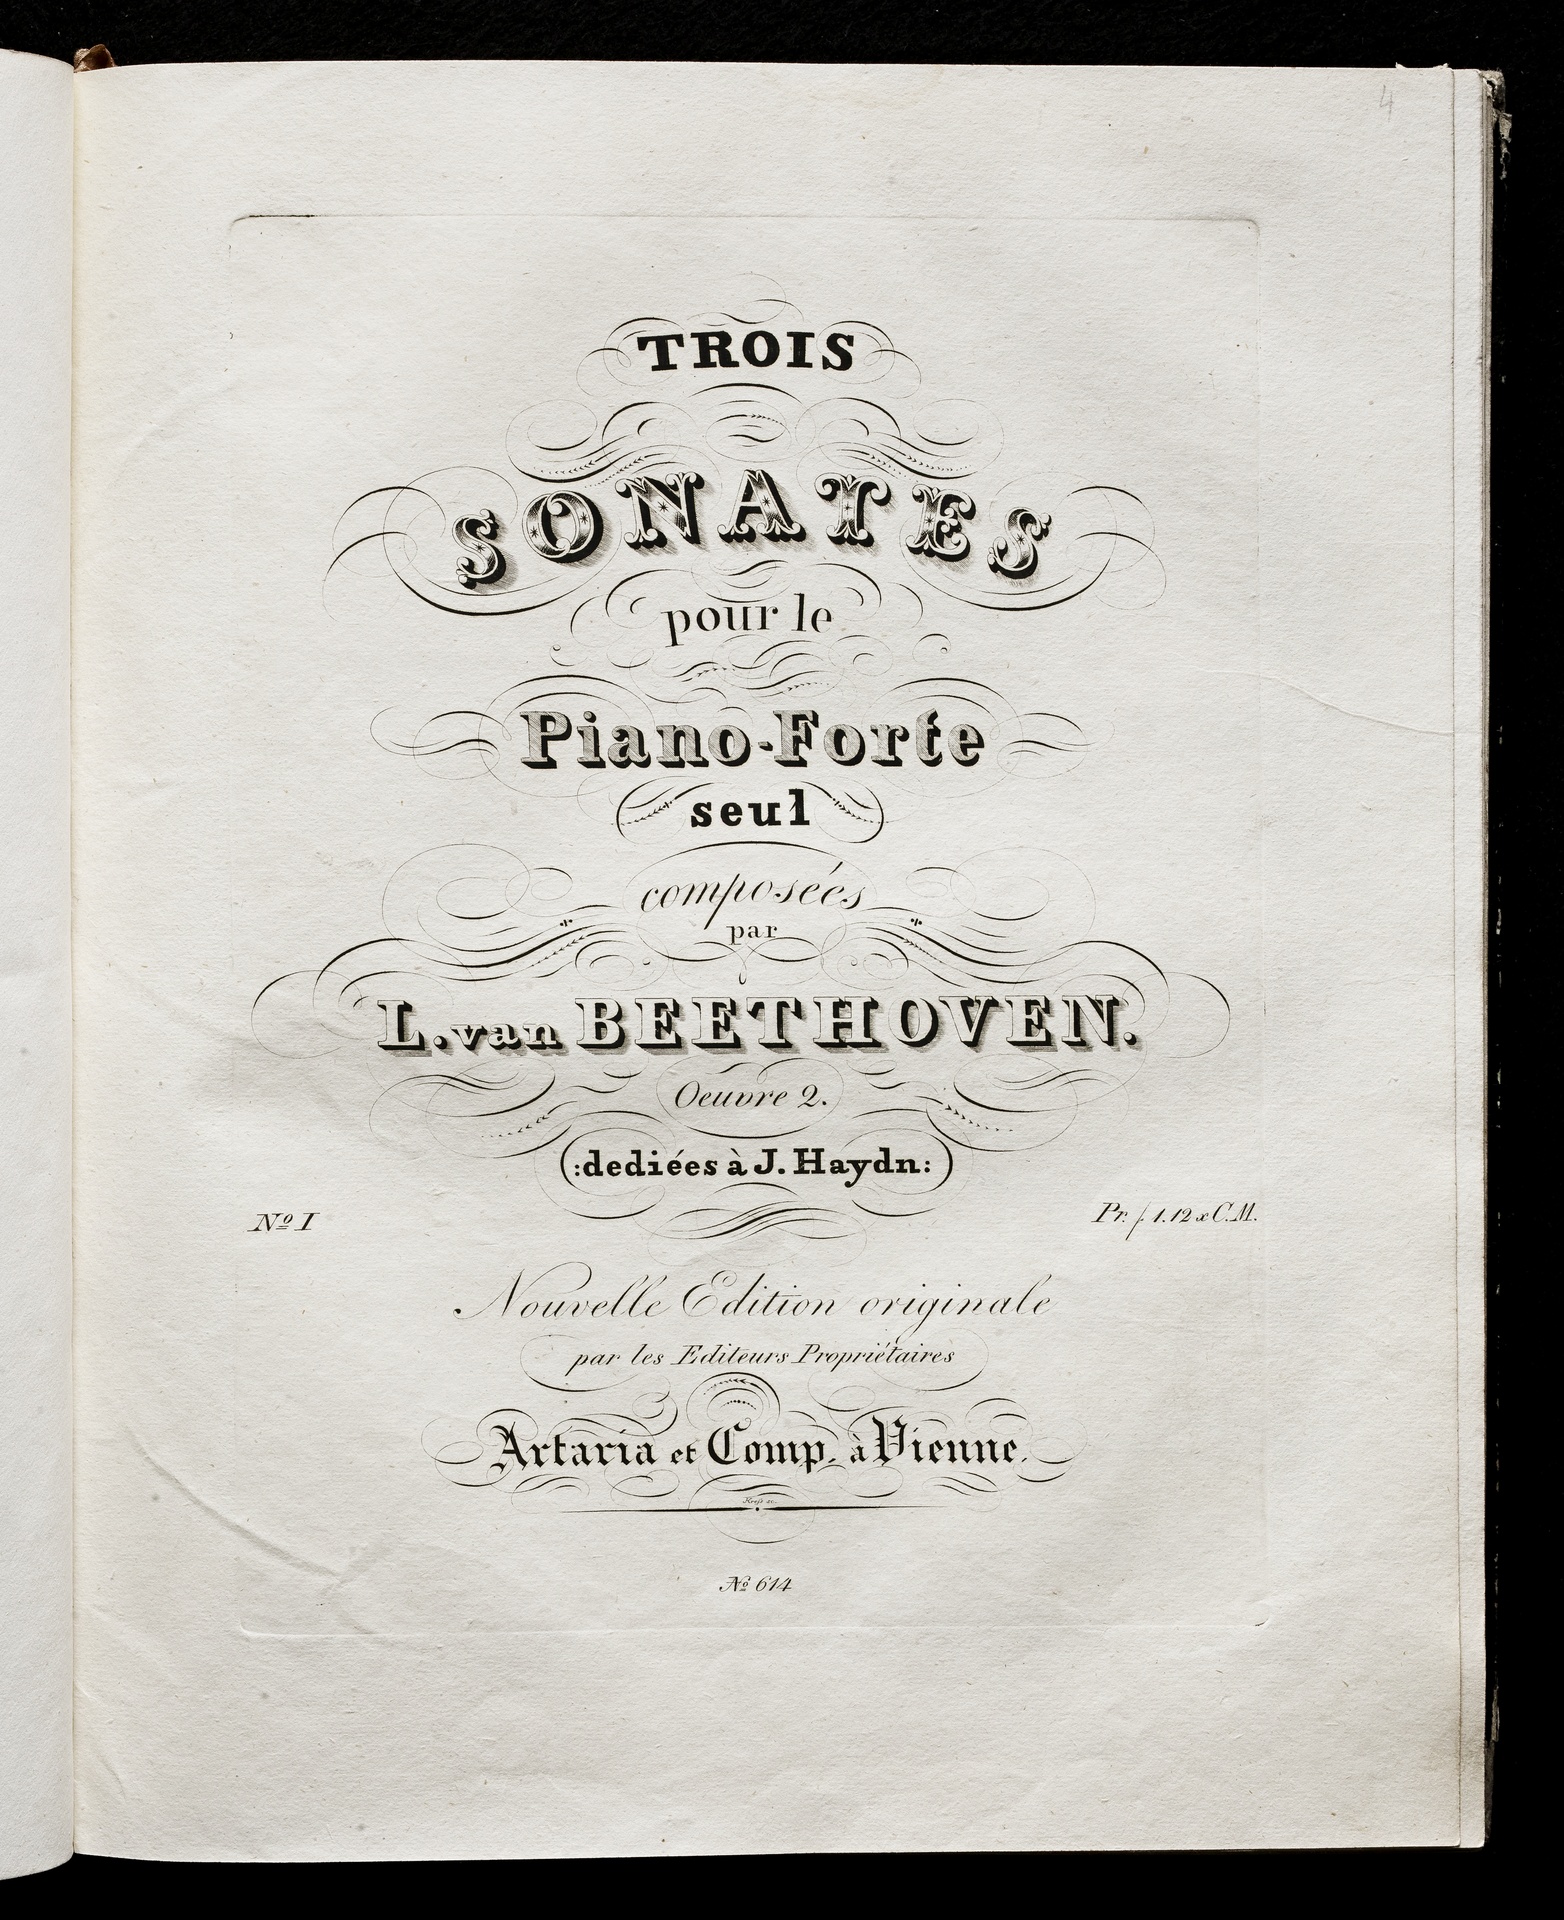 4
TROIS
SONATES
pour le
Piano-Forte
seul
composées
par
L. van BEETHOVEN.
Oeuvre 2.
(:dediées à J. Haydn:)
Nº I
Pr. f. 1.12 x C.M.
Nouvelle Edition originale
par les Editeurs Propriétaires
Artaria et Comp. à Vienne.
Nº 614